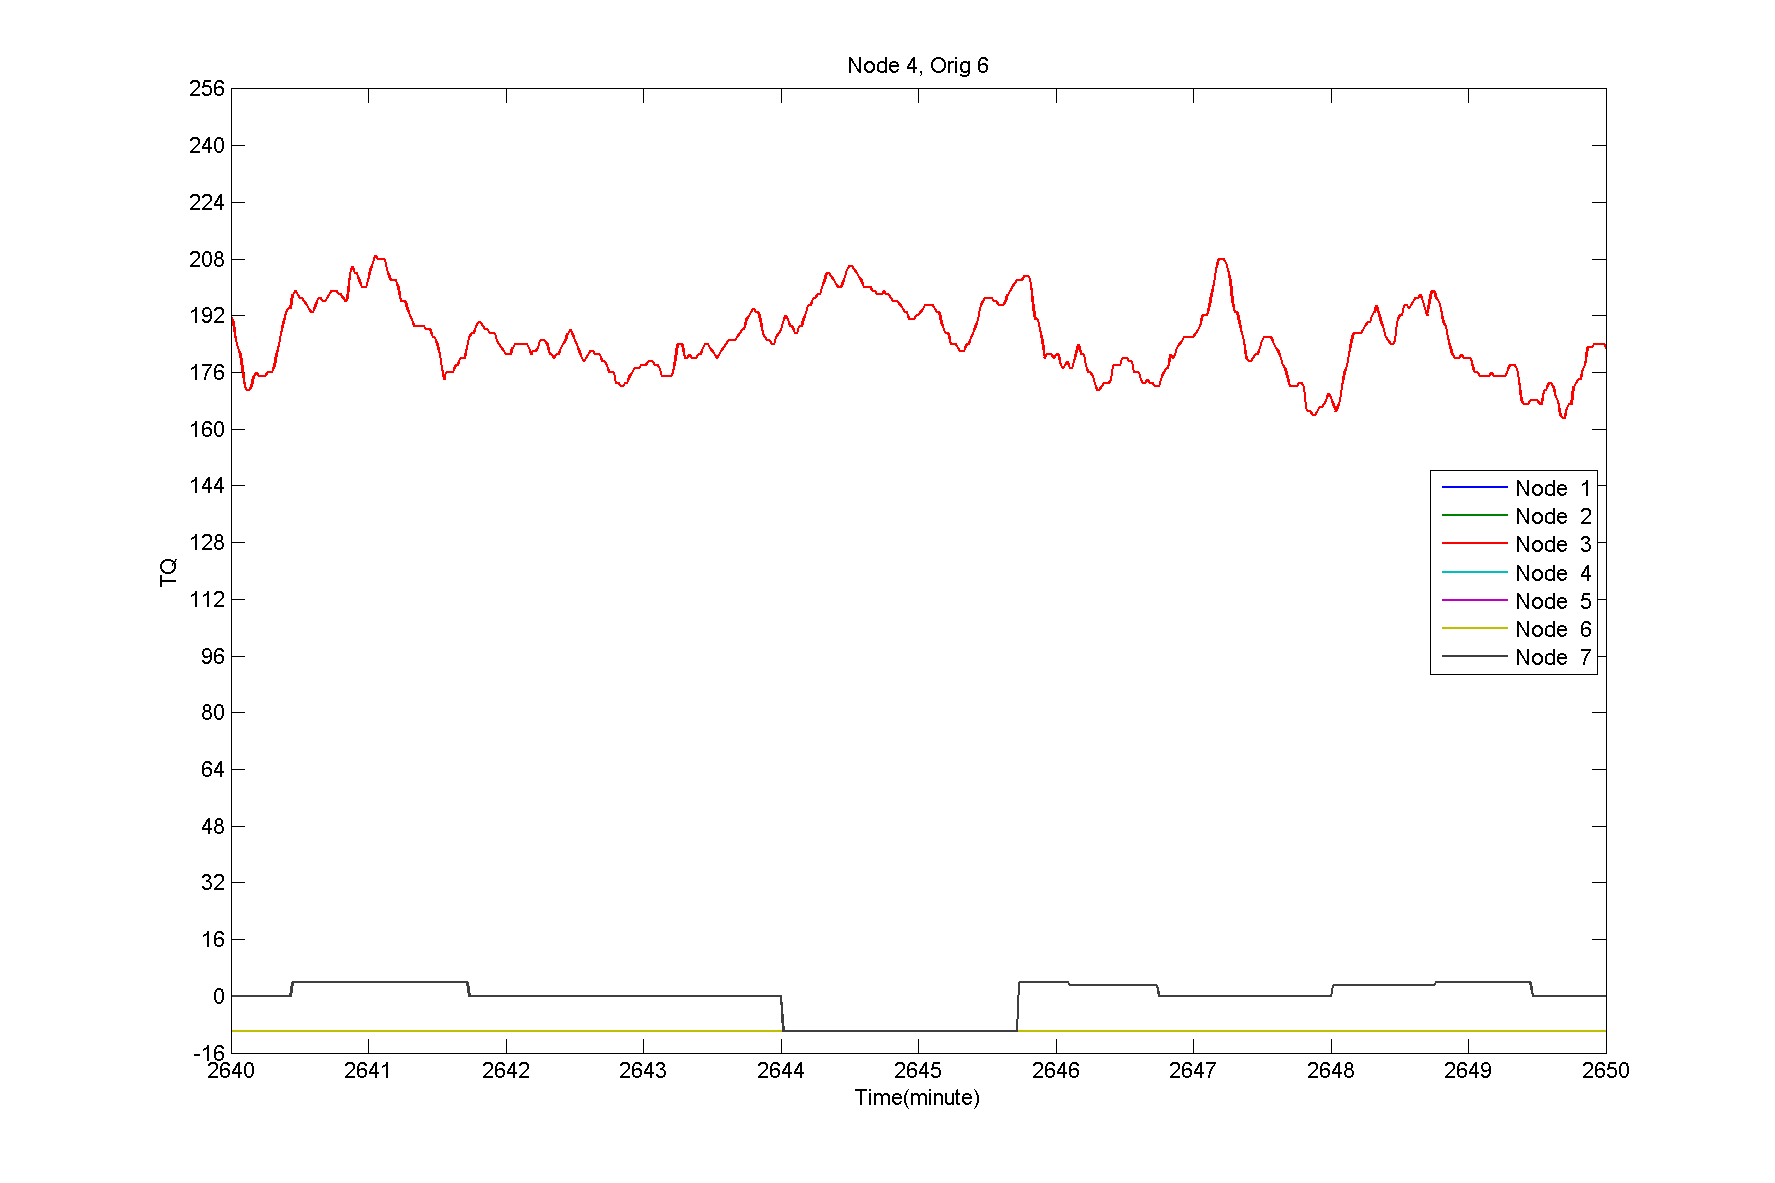 Node 4, Orig 6
256
240
224
208
192
176
160
144
128
112
96
80
64
48
32
16
0
-16
TQ
Node 1
Node 2
Node 3
Node 4
Node 5
Node 6
Node 7
2640 2641 2642 2643 2644 2645 2646 2647 2648 2649 2650
Time(minute)